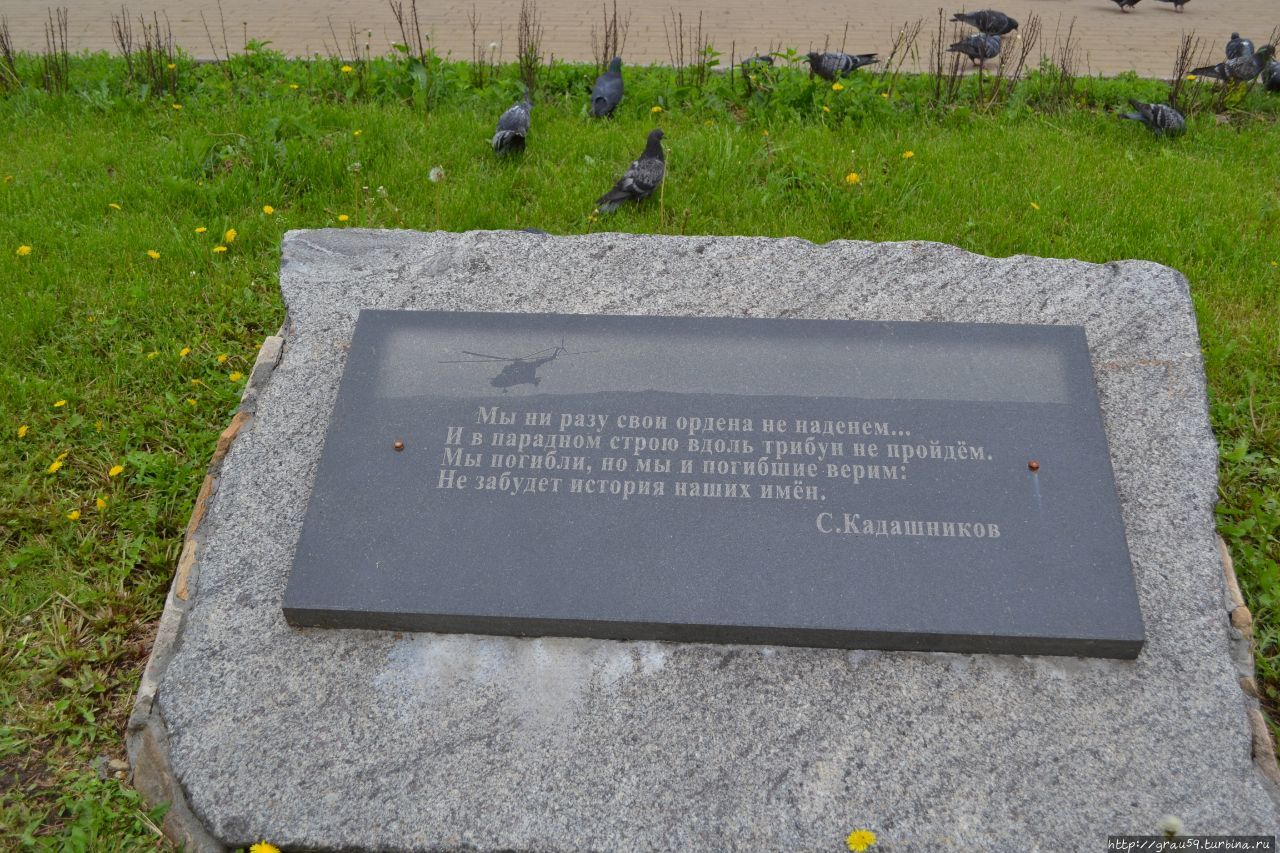 Мы ни разу свои ордена не наденем...
И в парадном строю вдоль трибун не пройдём.
Мы погибли, но мы и погибшие верим:
Не забудет история наших имён.
С.Кадашников
http://grau59.turbina.ru